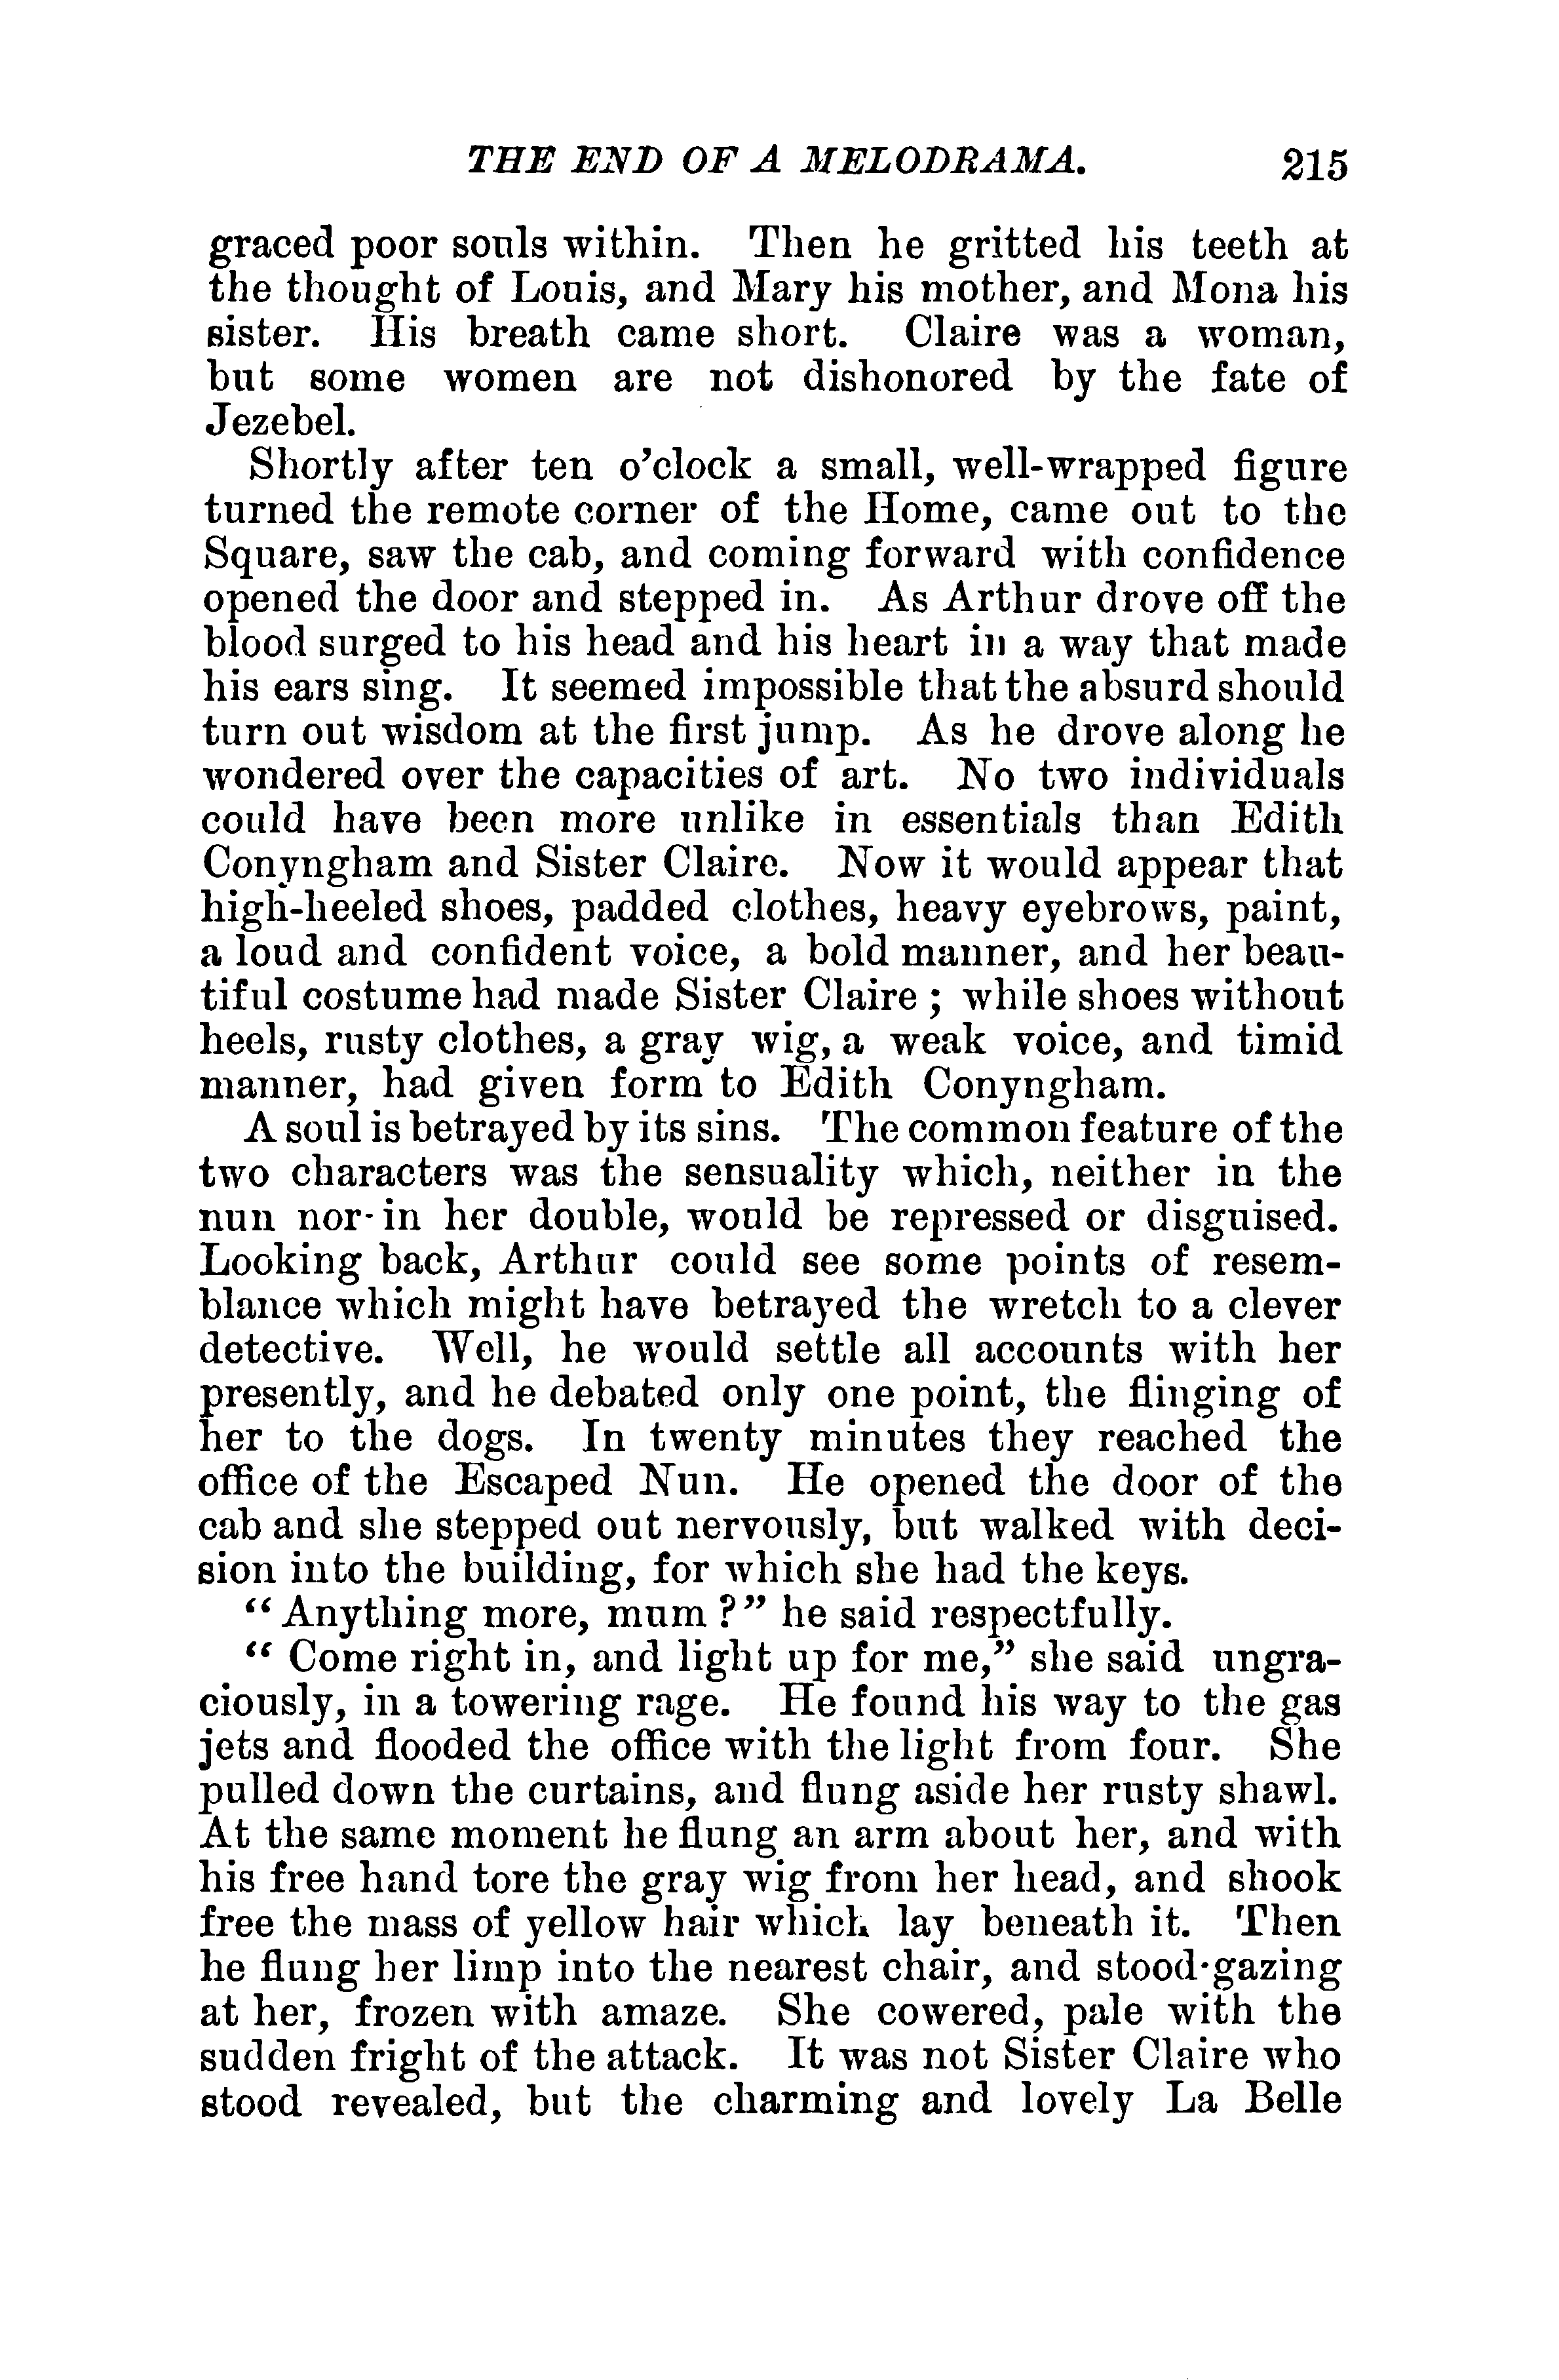 THE END OF A MELODRAMA. 215
graced poor souls within. Then he gritted his teeth at
the thought of Louis, and Mary his mother, and Mona his
sister. His breath came short. Claire was a woman,
but some women are not dishonored by the fate of
Jezebel.
Shortly after ten o'clock a small, well-wrapped figure
turned the remote corner of the Home, came out to the
Square, saw the cab, and coming forward with confidence
opened the door and stepped in. As Arthur drove off the
blood surged to his head and his heart in a way that made
his ears sing. It seemed impossible that the absurd should
turn out wisdom at the first jump. As he drove along he
wondered over the capacities of art. No two individuals
could have been more unlike in essentials than Edith
Conyngham and Sister Claire. Now it would appear that
high-heeled shoes, padded clothes, heavy eyebrows, paint,
a loud and confident voice, a bold manner, and her beau-
tiful costume had made Sister Claire ; while shoes without
heels, rusty clothes, a gray wig, a weak voice, and timid
manner, had given form to Edith Conyngham.
A soul is betrayed by its sins. The common feature of the
two characters was the sensuality which, neither in the
nun nor in her double, would be repressed or disguised.
Looking back, Arthur could see some points of resem-
blance which might have betrayed the wretch to a clever
detective. Well, he would settle all accounts with her
presently, and he debated only one point, the flinging of
her to the dogs. In twenty minutes they reached the
office of the Escaped Nun. He opened the door of the
cab and she stepped out nervously, but walked with deci-
sion into the building, for which she had the keys.
"Anything more, mum ?" he said respectfully.
"Come right in, and light up for me," she said ungra-
ciously, in a towering rage. He found his way to the gas
jets and flooded the office with the light from four. She
pulled down the curtains, and flung aside her rusty shawl.
At the same moment he flung an arm about her, and with
his free hand tore the gray wig from her head, and shook
free the mass of yellow hair which lay beneath it. Then
he flung her limp into the nearest chair, and stood gazing
at her, frozen with amaze. She cowered, pale with the
sudden fright of the attack. It was not Sister Claire who
stood revealed, but the charming and lovely La Belle